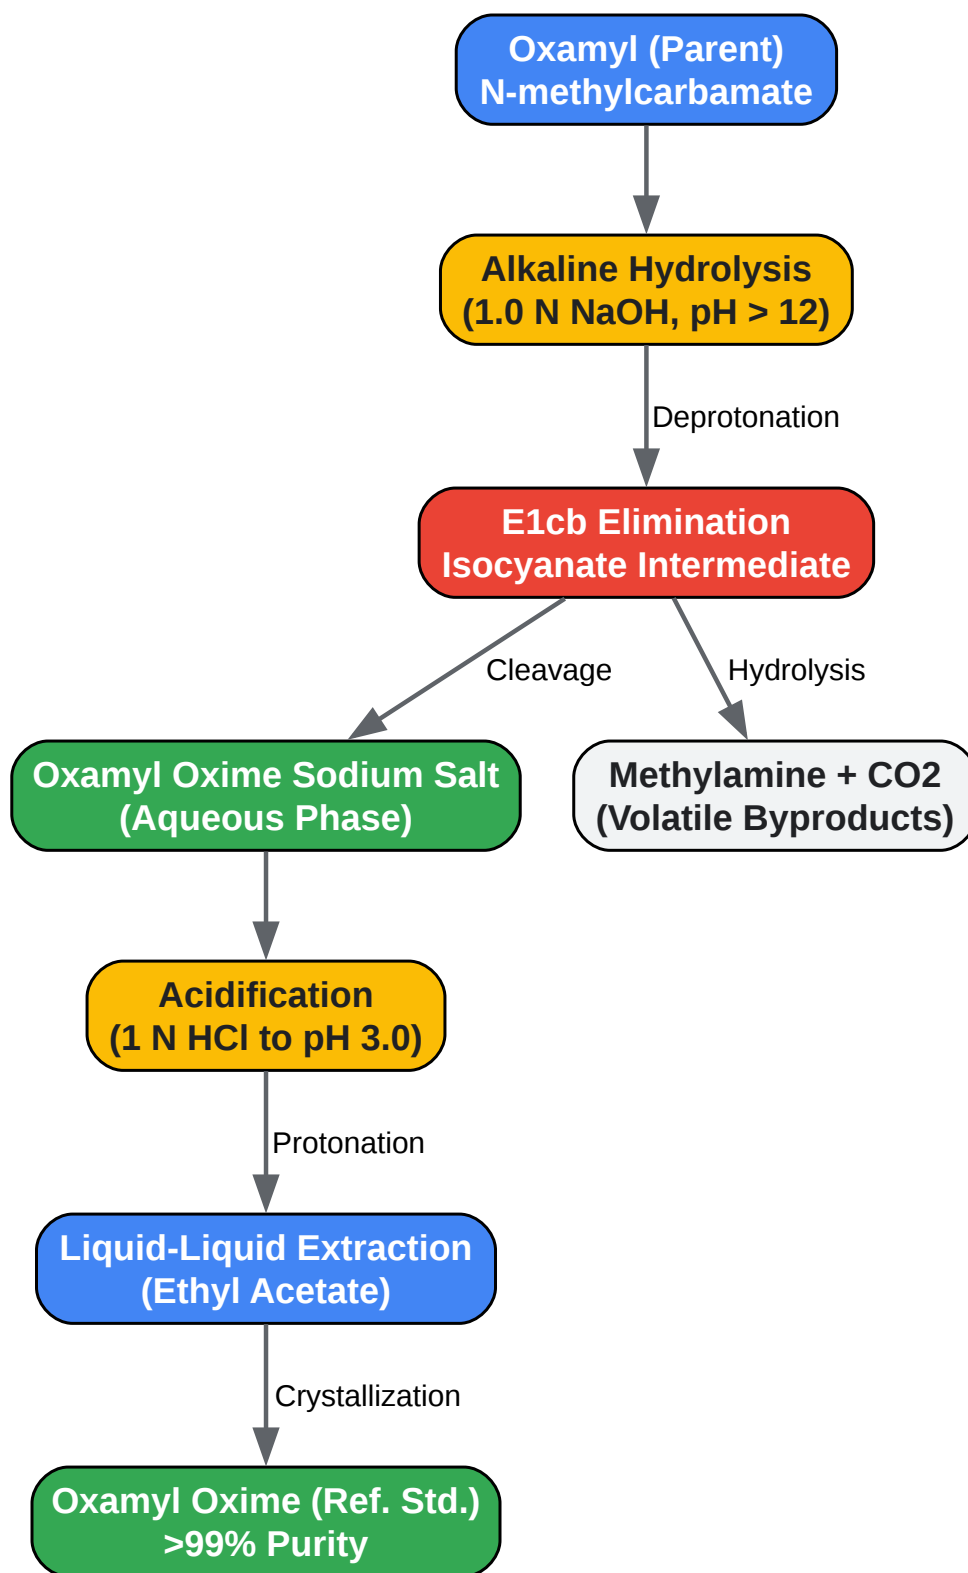 Oxamyl (Parent)
N-methylcarbamate
Alkaline Hydrolysis
(1.0 N NaOH, pH > 12)
Deprotonation
E1cb Elimination
Isocyanate Intermediate
Cleavage
Hydrolysis
Oxamyl Oxime Sodium Salt
(Aqueous Phase)
Methylamine + CO2
(Volatile Byproducts)
Acidification
(1 N HCl to pH 3.0)
Protonation
Liquid-Liquid Extraction
(Ethyl Acetate)
Crystallization
Oxamyl Oxime (Ref. Std.)
>99% Purity